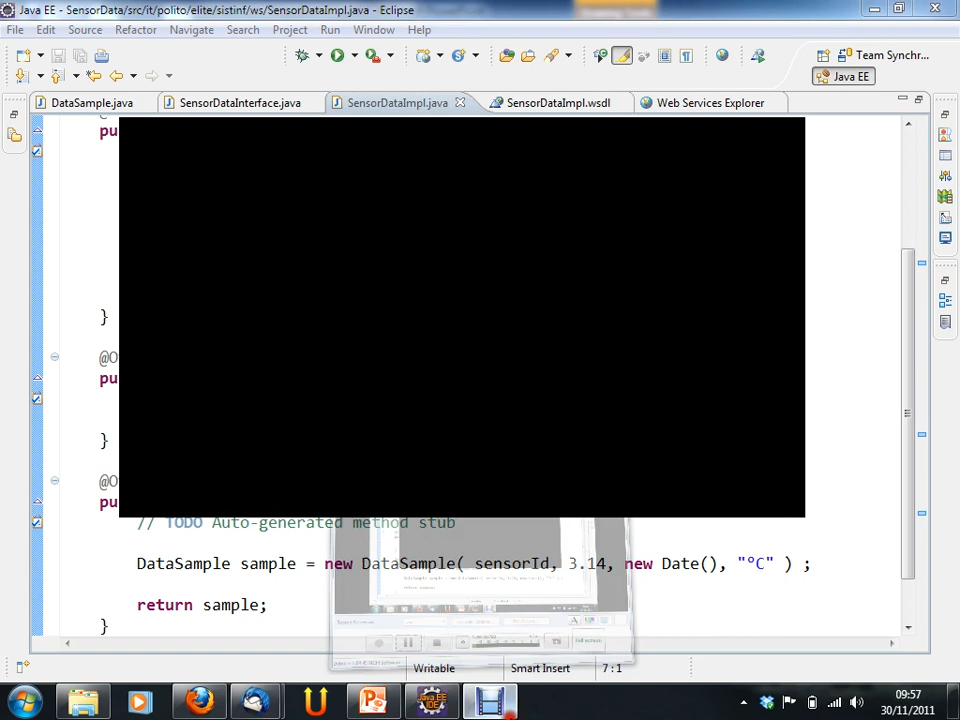 Java EE - SensorData/src/it/polito/elite/sistinf/ws/SensorDataImpl.java - Eclipse
File Edit Source Refactor Navigate Search Project Run Window Help
Team Synchr...
Java EE
DataSample.java SensorDataInterface.java SensorDataImpl.java SensorDataImpl.wsdl Web Services Explorer
pu
}
@O
pu
}
@O
pu
// TODO Auto-generated method stub
DataSample sample = new DataSample( sensorId, 3.14, new Date(), "°C" ) ;
return sample;
}
Writable Smart Insert 7:1
Java EE
IDE
09:57
30/11/2011